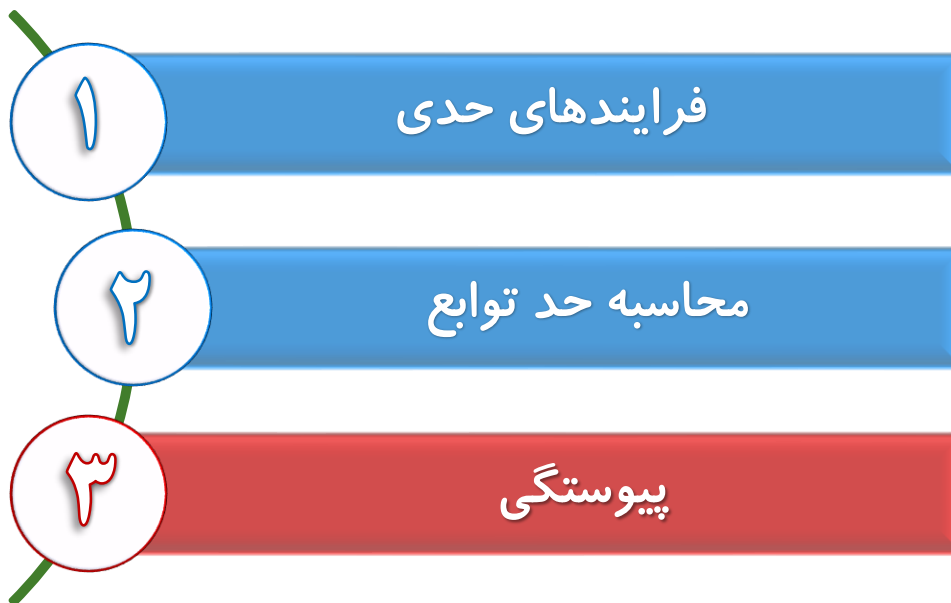 ۱
فرایندهای حدی
۲
محاسبه حد توابع
۳
پیوستگی